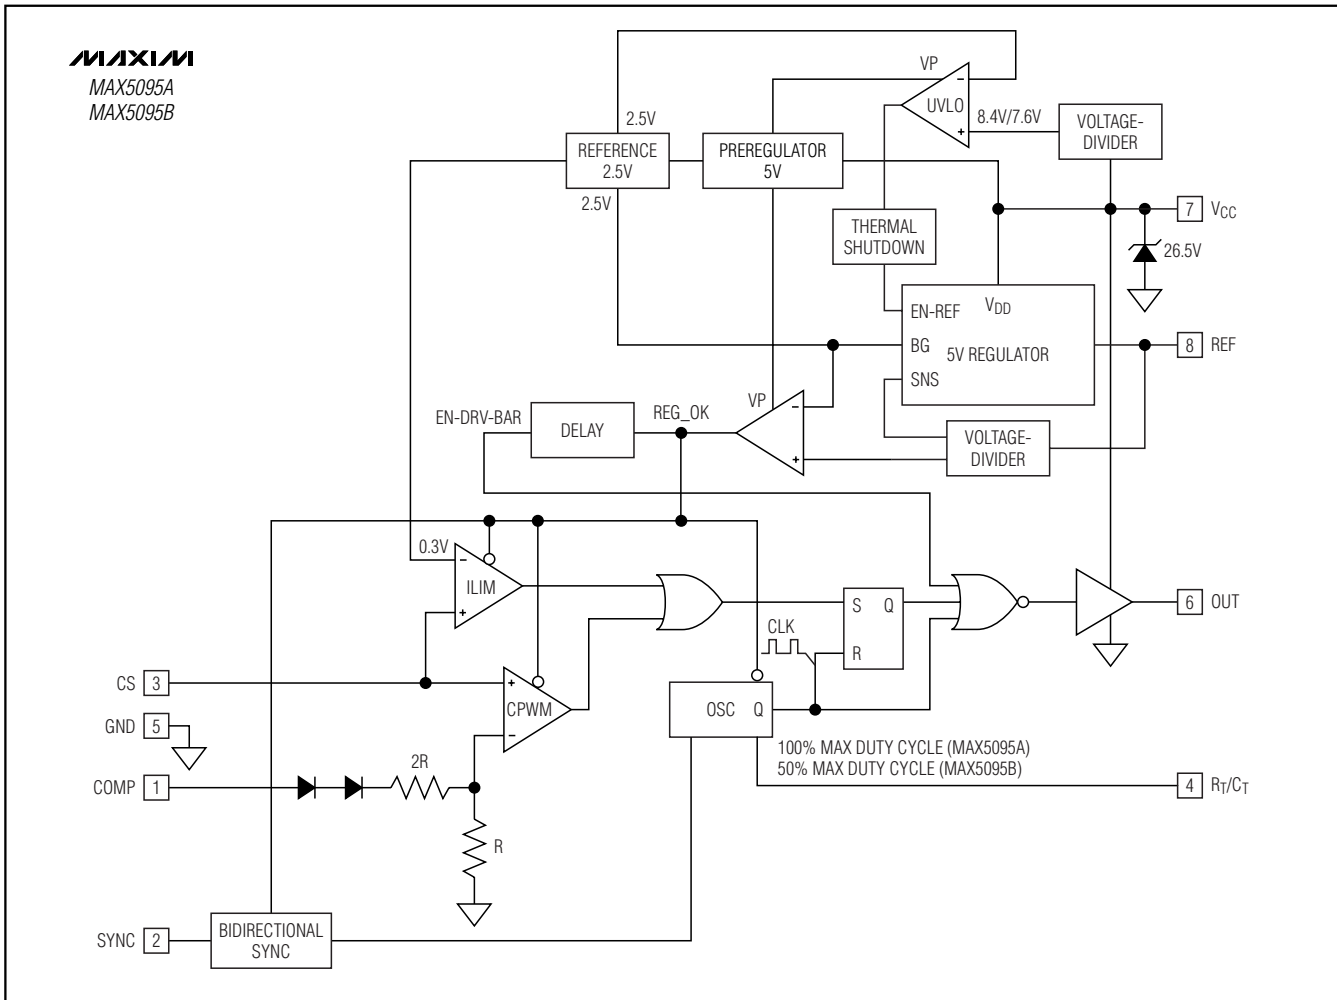 MAXIM
MAX5095A
MAX5095B
VP
−
UVLO
+
8.4V/7.6V
VOLTAGE-
DIVIDER
2.5V
REFERENCE
2.5V
2.5V
PREREGULATOR
5V
7
VCC
26.5V
THERMAL
SHUTDOWN
EN-REF
VDD
BG
5V REGULATOR
SNS
8
REF
EN-DRV-BAR
DELAY
REG_OK
VP
−
+
VOLTAGE-
DIVIDER
0.3V
−
ILIM
+
S
Q
R
CLK
6
OUT
CS
3
+
CPWM
−
OSC
Q
GND
5
100% MAX DUTY CYCLE (MAX5095A)
50% MAX DUTY CYCLE (MAX5095B)
COMP
1
2R
4
RT/CT
R
SYNC
2
BIDIRECTIONAL
SYNC